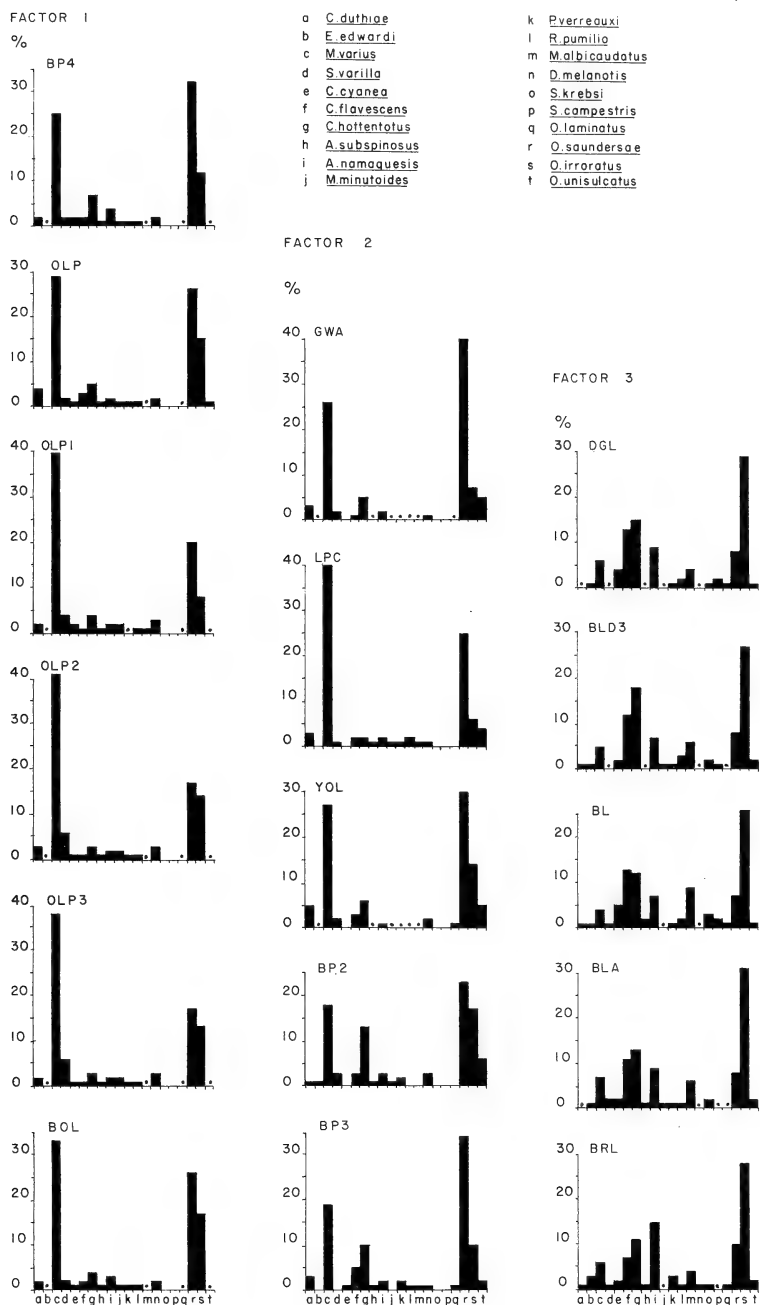 FACTOR 1
%
BP4
30
20
10
0
OLP
30
20
10
0
OLP1
40
30
20
10
0
OLP2
40
30
20
10
0
OLP3
40
30
20
10
0
BOL
30
20
10
0
abcdefghijklmnopqrst
a C.duthiae
b E.edwardi
c M.varius
d S.varilla
e C.cyanea
f C.flavescens
g C.hottentotus
h A.subspinosus
i A.namaquesis
j M.minutoides
k P.verreauxi
l R.pumilio
m M.albicaudatus
n D.melanotis
o S.krebsi
p S.campestris
q O.laminatus
r O.saundersae
s O.irroratus
t O.unisulcatus
FACTOR 2
%
GWA
40
30
20
10
0
LPC
40
30
20
10
0
YOL
30
20
10
0
BP2
20
10
0
BP3
30
20
10
0
abcdefghijklmnopqrst
FACTOR 3
%
DGL
30
20
10
0
BLD3
30
20
10
0
BL
20
10
0
BLA
30
20
10
0
BRL
30
20
10
0
abcdefghijklmnopqrst